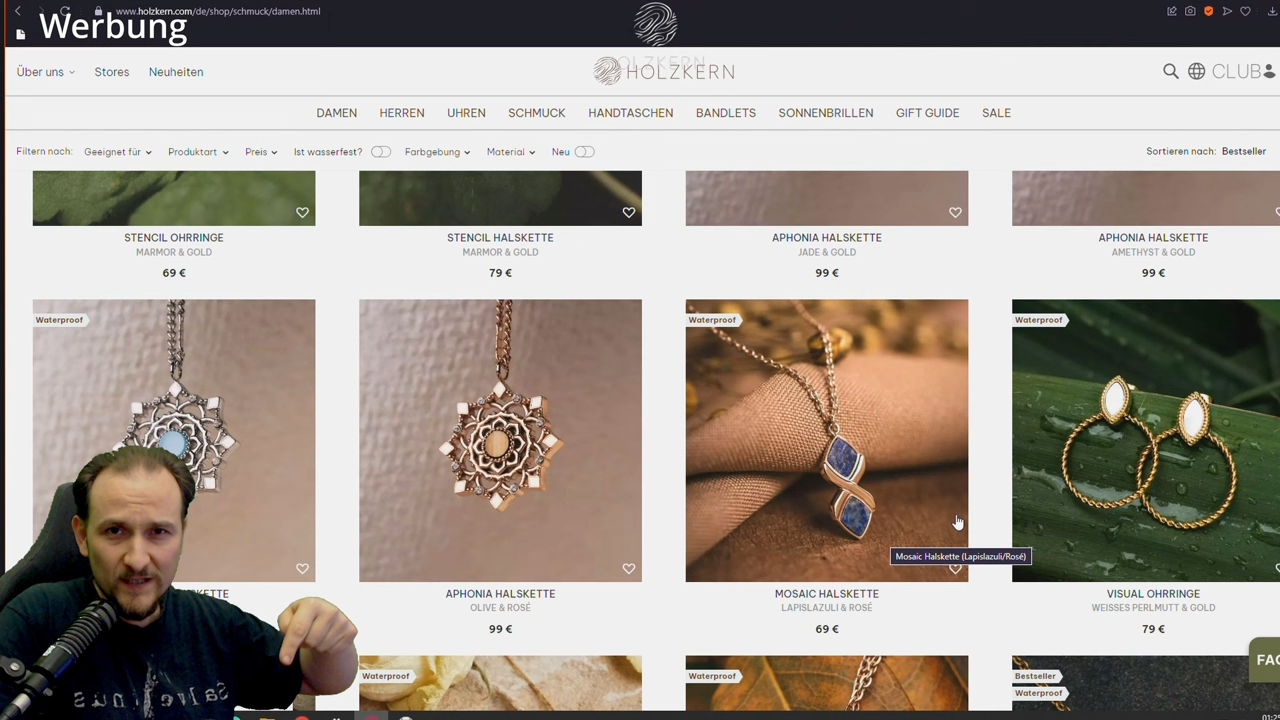 www.holzkern.com/de/shop/schmuck/damen.html
Werbung
Über uns Stores Neuheiten
HOLZKERN
CLUB
DAMEN HERREN UHREN SCHMUCK HANDTASCHEN BANDLETS SONNENBRILLEN GIFT GUIDE SALE
Filtern nach: Geeignet für Produktart Preis Ist wasserfest? Farbgebung Material Neu Sortieren nach: Bestseller
STENCIL OHRRINGE STENCIL HALSKETTE APHONIA HALSKETTE APHONIA HALSKETTE
MARMOR & GOLD MARMOR & GOLD JADE & GOLD AMETHYST & GOLD
69 € 79 € 99 € 99 €
Waterproof Waterproof Waterproof
Mosaic Halskette (Lapislazuli/Rosé)
APHONIA HALSKETTE MOSAIC HALSKETTE VISUAL OHRRINGE
OLIVE & ROSÉ LAPISLAZULI & ROSÉ WEISSES PERLMUTT & GOLD
99 € 69 € 79 €
Waterproof Waterproof Bestseller
Waterproof
Salvelinus